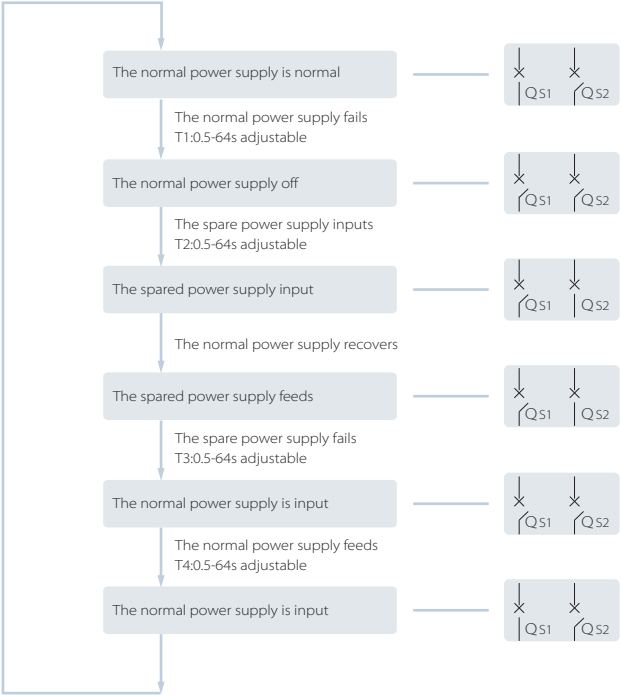 The normal power supply is normal
QS1 QS2
The normal power supply fails
T1:0.5-64s adjustable
The normal power supply off
QS1 QS2
The spare power supply inputs
T2:0.5-64s adjustable
The spared power supply input
QS1 QS2
The normal power supply recovers
The spared power supply feeds
QS1 QS2
The spare power supply fails
T3:0.5-64s adjustable
The normal power supply is input
QS1 QS2
The normal power supply feeds
T4:0.5-64s adjustable
The normal power supply is input
QS1 QS2